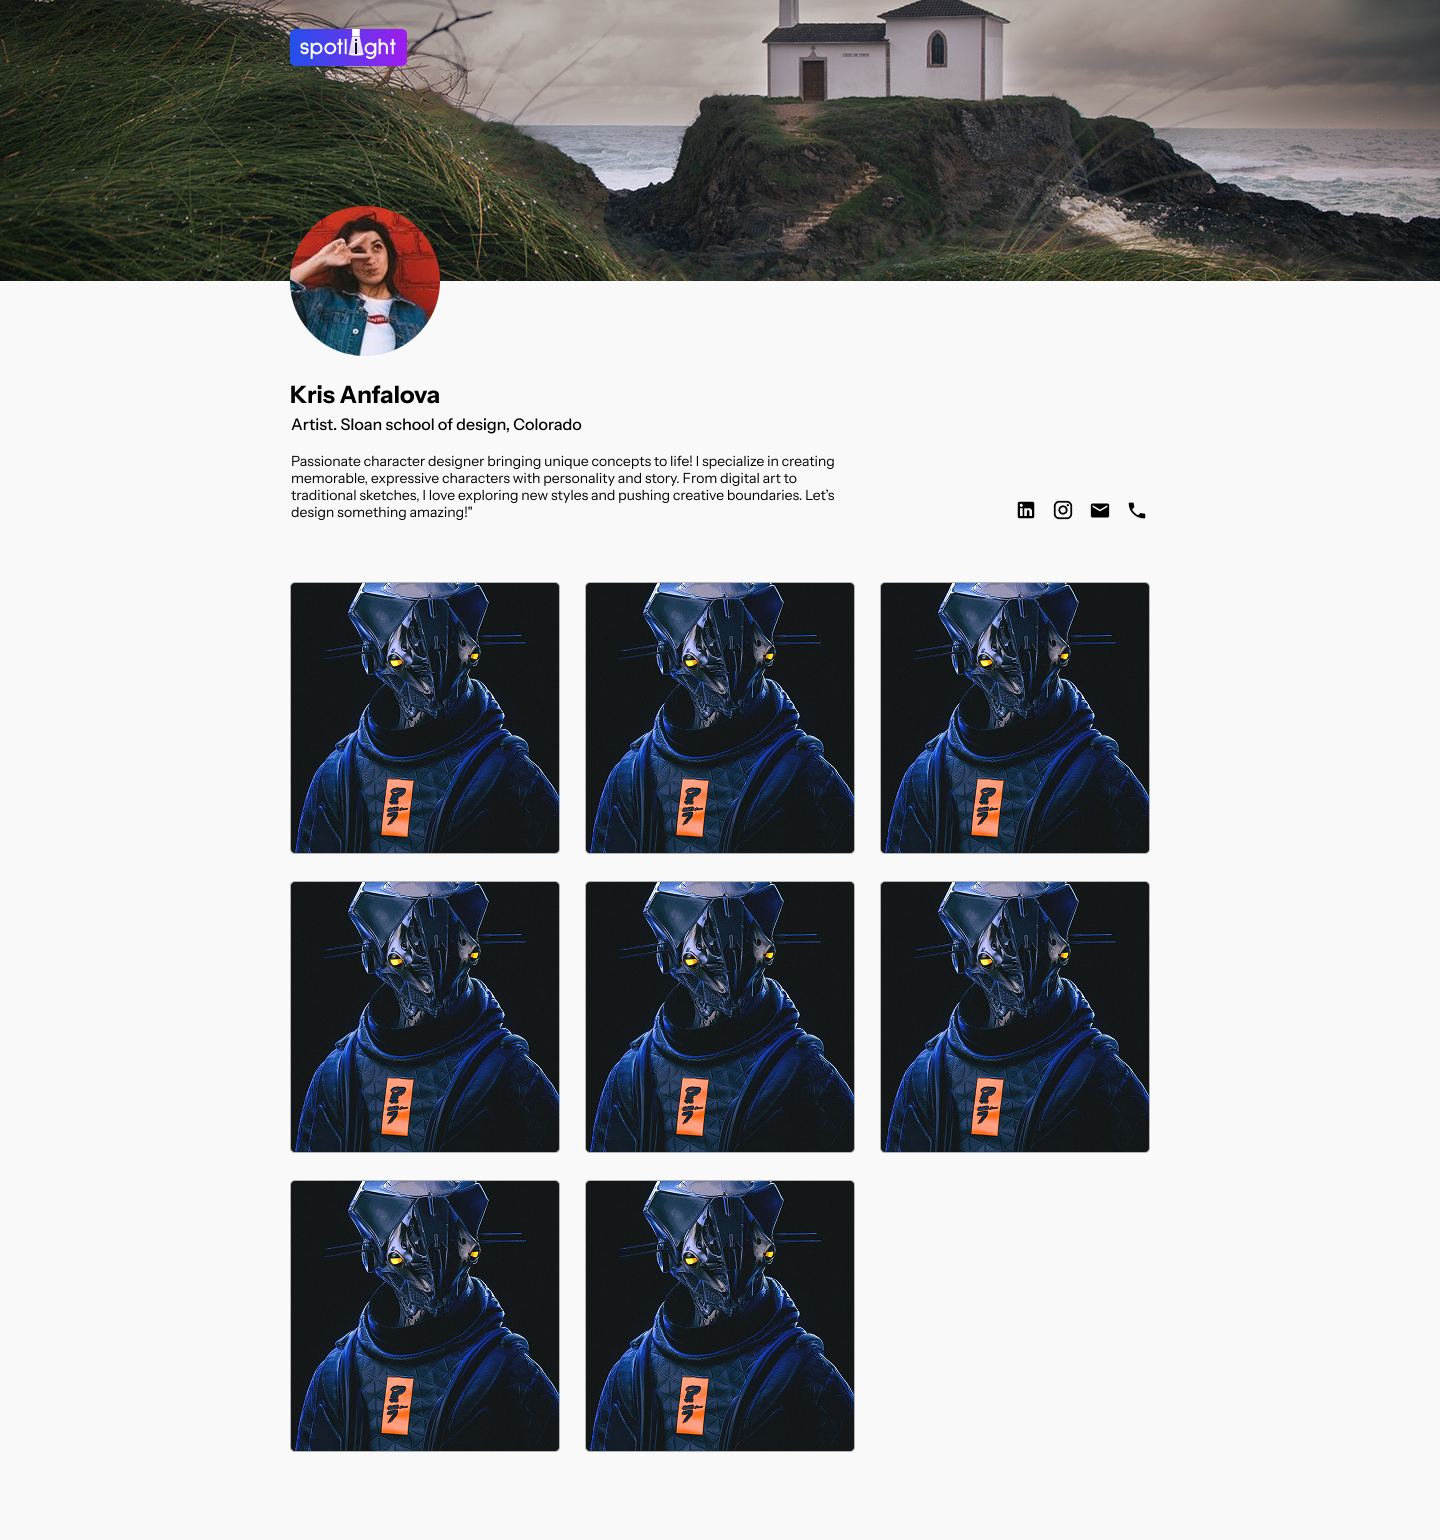 spotlight
Kris Anfalova
Artist. Sloan school of design, Colorado
Passionate character designer bringing unique concepts to life! I specialize in creating
memorable, expressive characters with personality and story. From digital art to
traditional sketches, I love exploring new styles and pushing creative boundaries. Let's
design something amazing!"
in